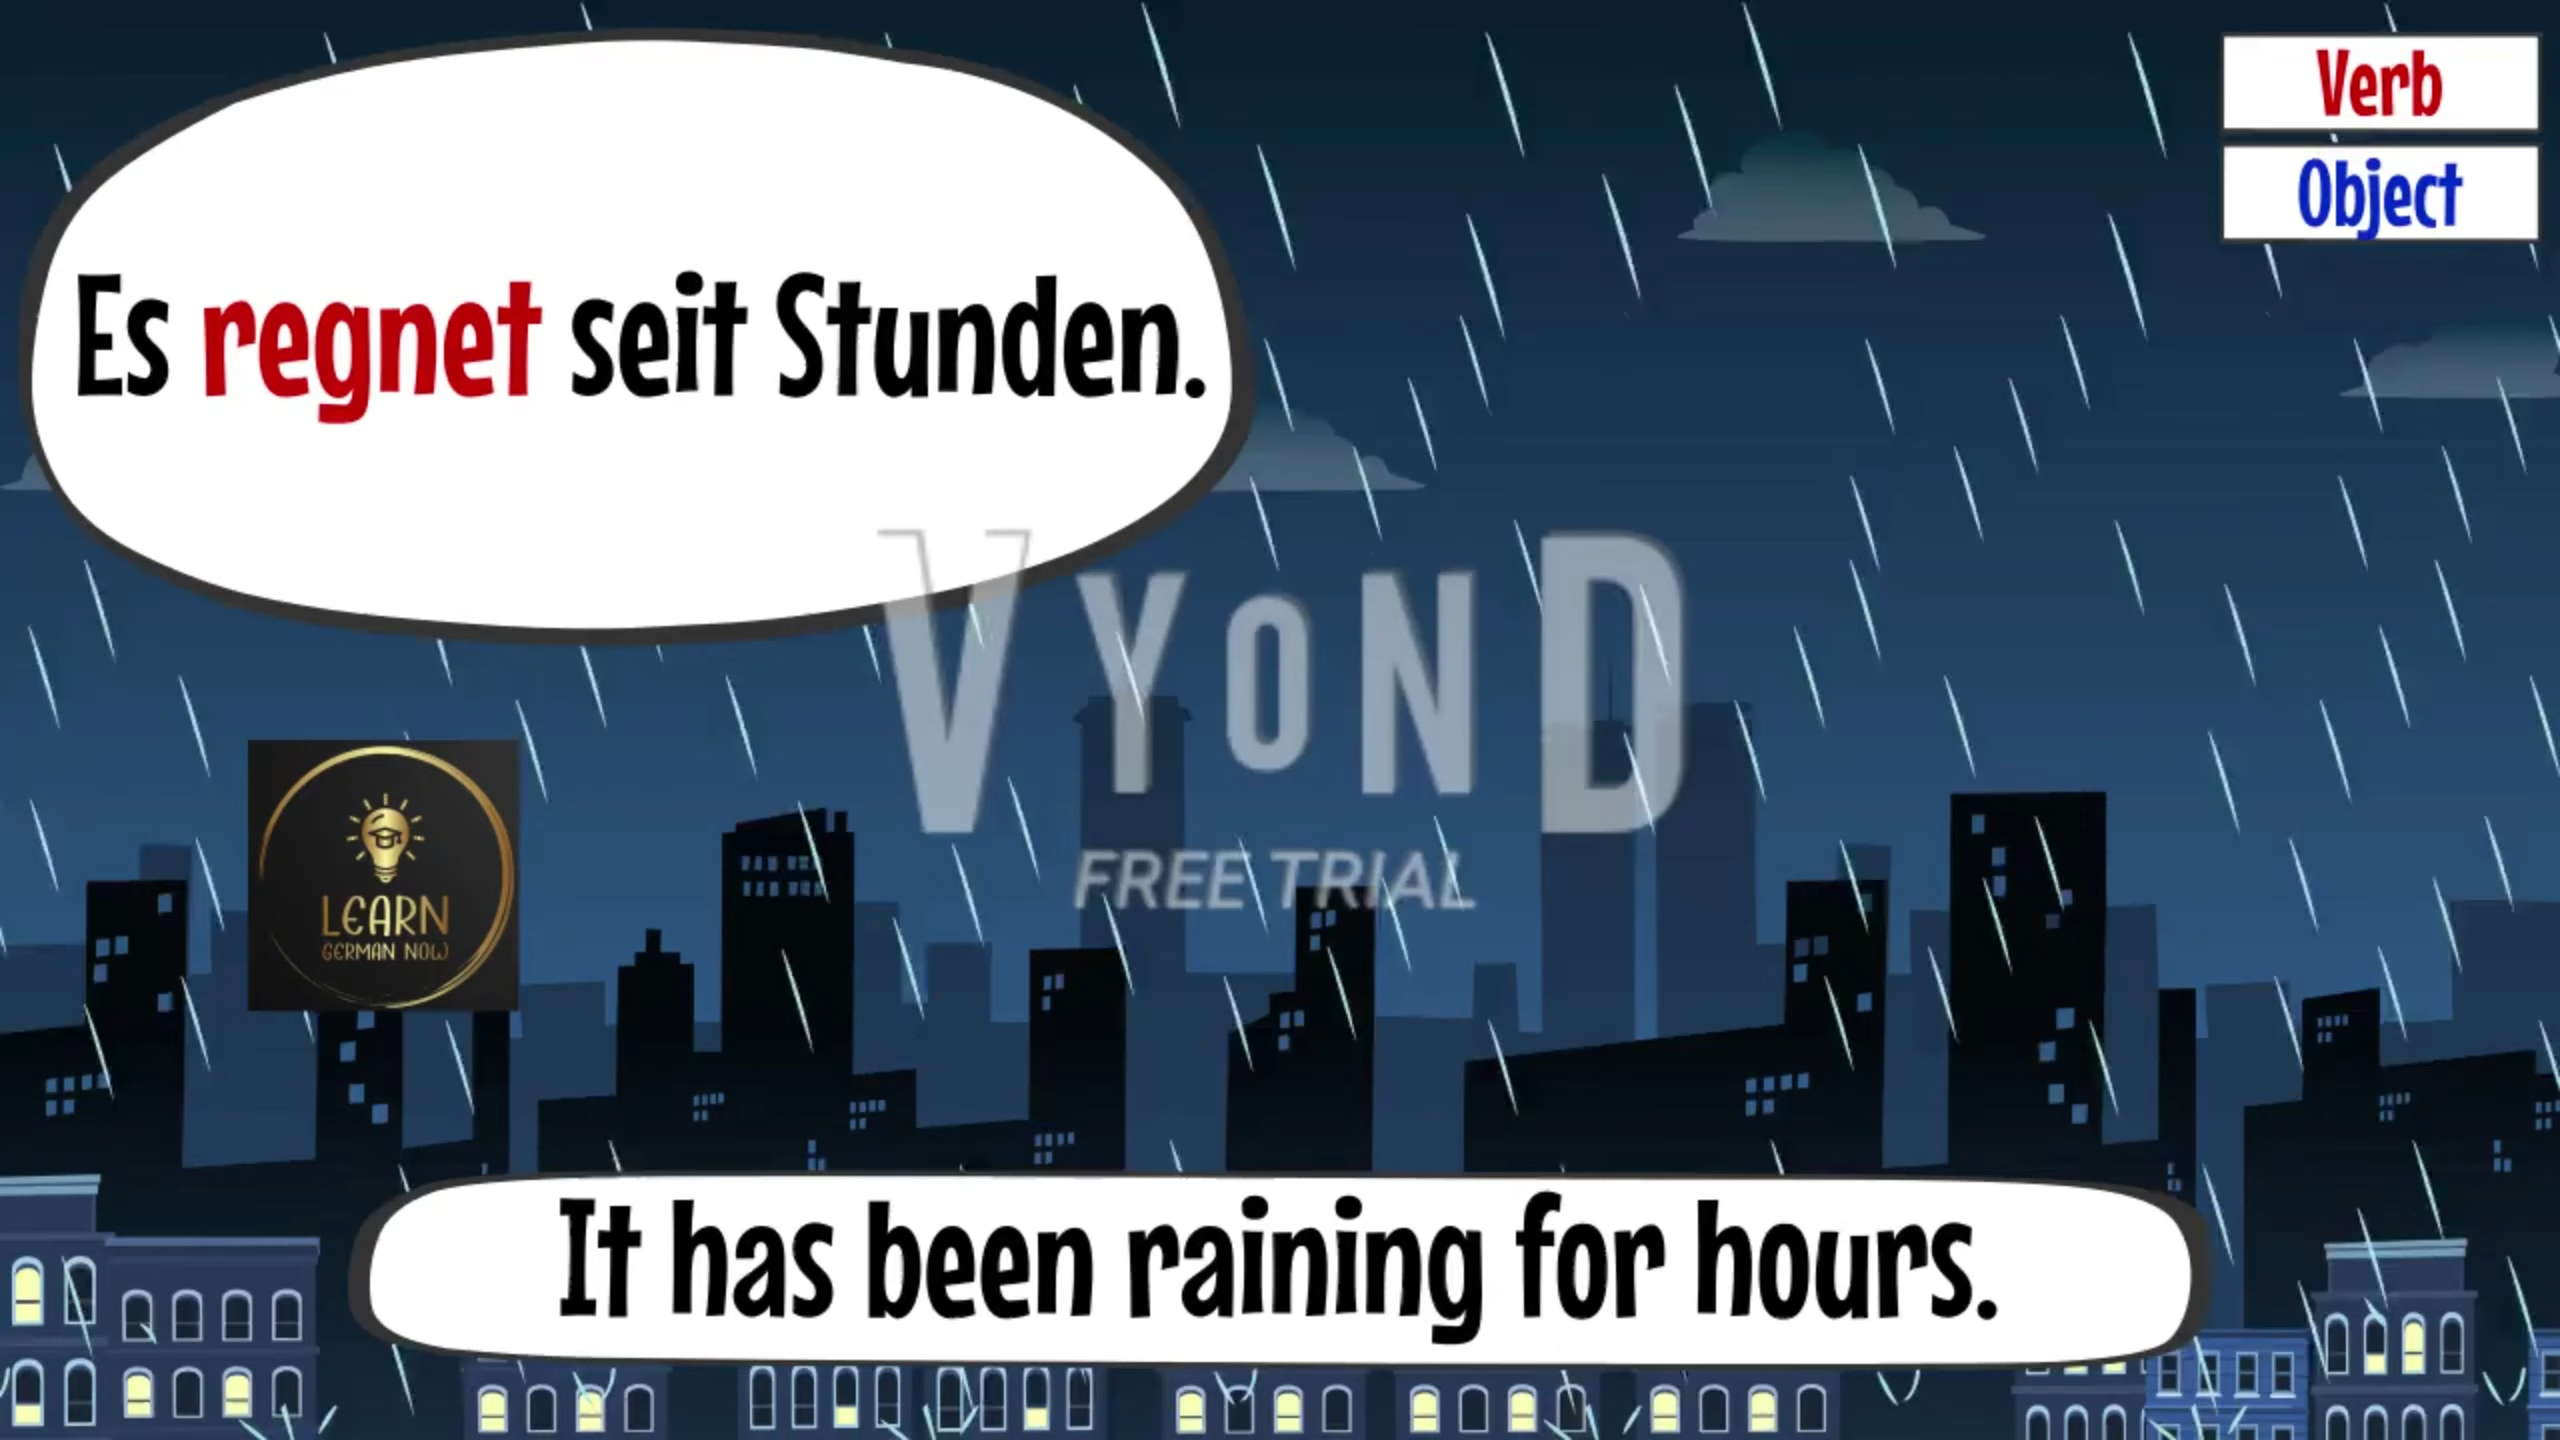 Verb
Object
Es regnet seit Stunden.
VYOND
FREE TRIAL
LEARN
GERMAN NOW
It has been raining for hours.